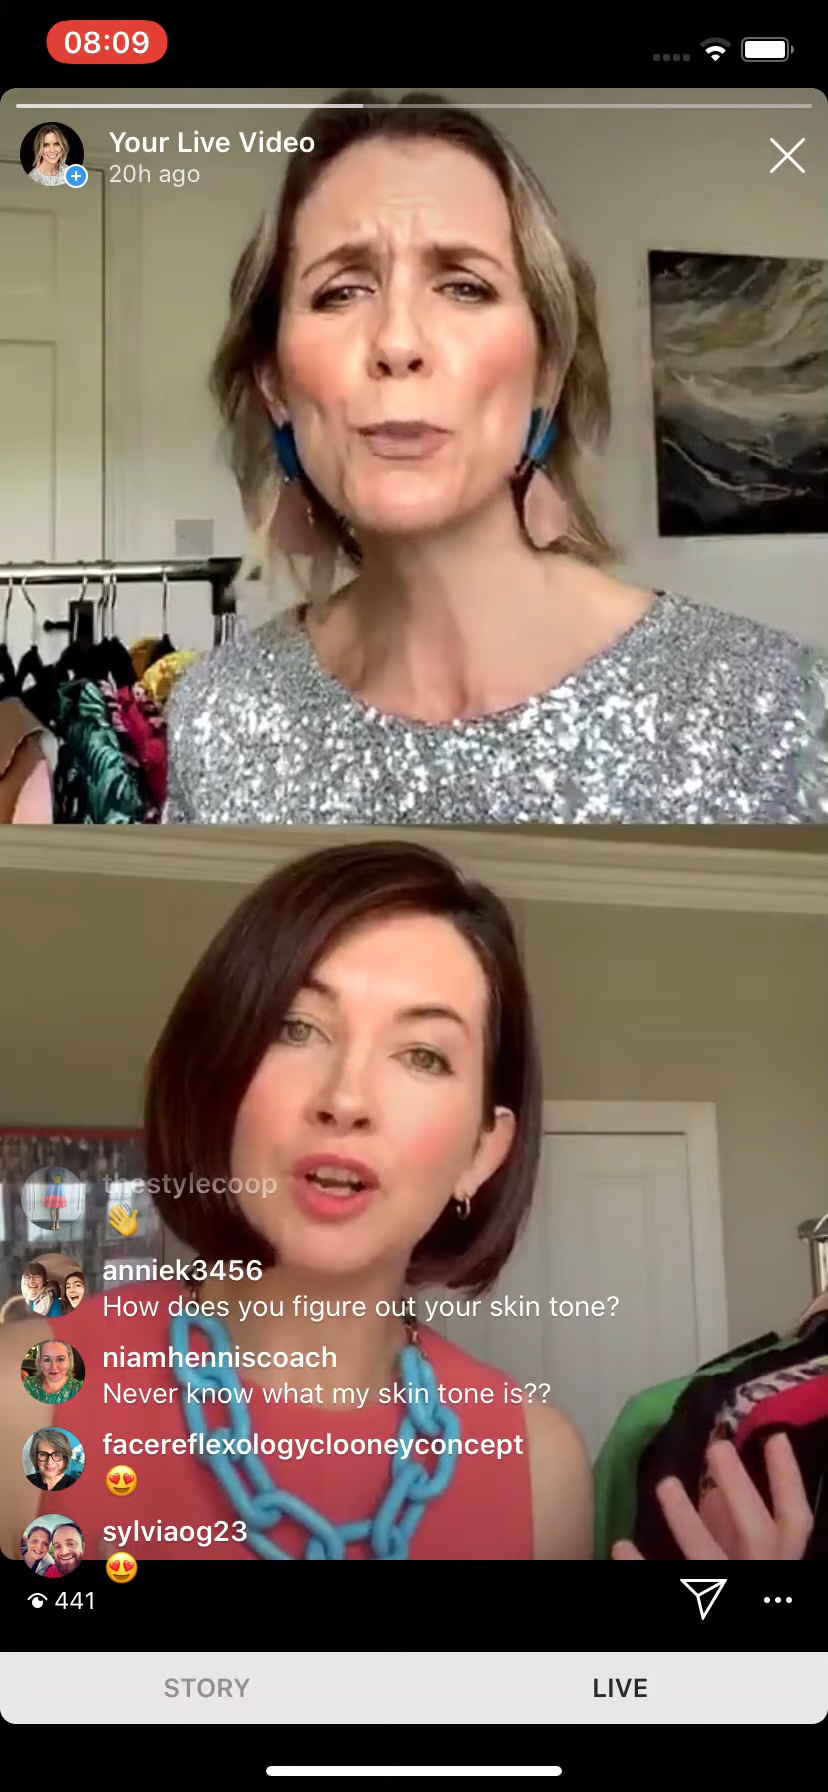 08:09
Your Live Video
20h ago
thestylecoop
👋
anniek3456
How does you figure out your skin tone?
niamhenniscoach
Never know what my skin tone is??
facereflexologyclooneyconcept
😍
sylviaog23
😍
441
STORY
LIVE